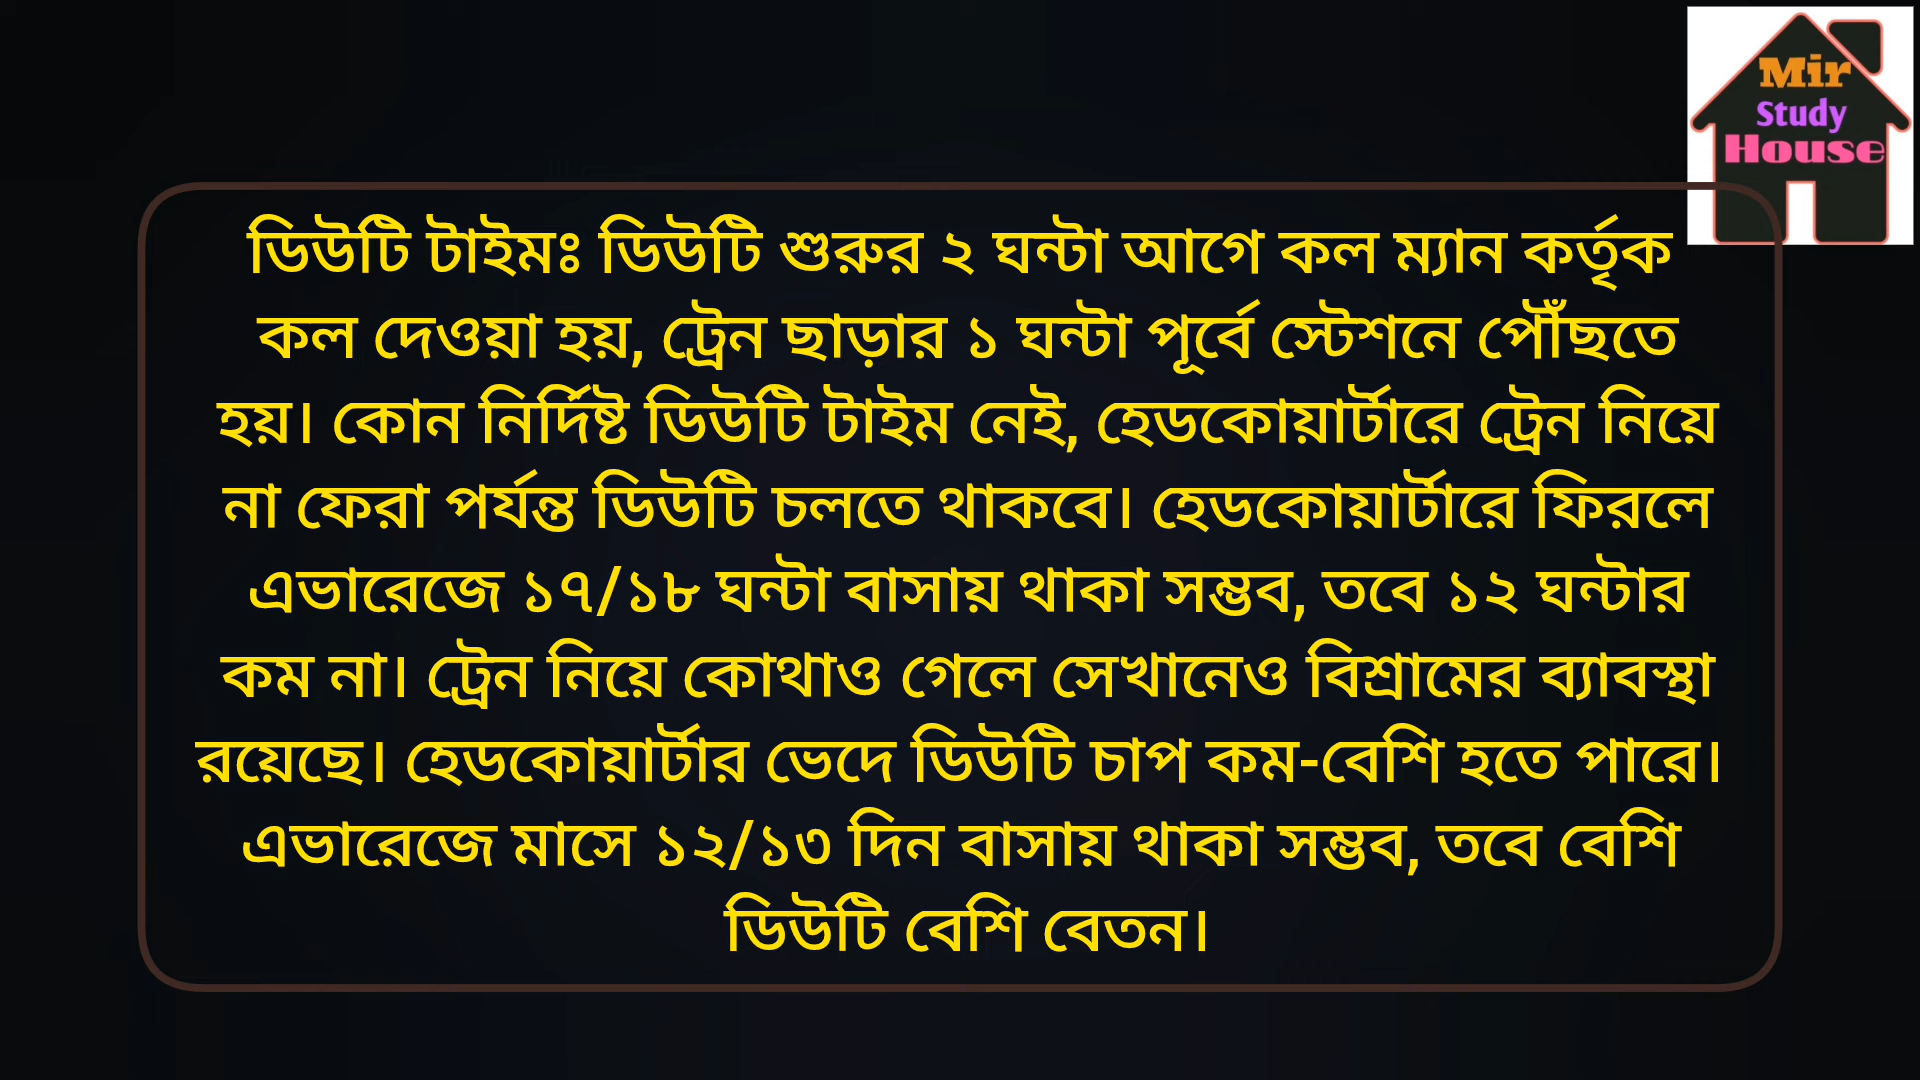 Mir
Study
House
ডিউটি টাইমঃ ডিউটি শুরুর ২ ঘন্টা আগে কল ম্যান কর্তৃক
কল দেওয়া হয়, ট্রেন ছাড়ার ১ ঘন্টা পূর্বে স্টেশনে পৌঁছতে
হয়। কোন নির্দিষ্ট ডিউটি টাইম নেই, হেডকোয়ার্টারে ট্রেন নিয়ে
না ফেরা পর্যন্ত ডিউটি চলতে থাকবে। হেডকোয়ার্টারে ফিরলে
এভারেজে ১৭/১৮ ঘন্টা বাসায় থাকা সম্ভব, তবে ১২ ঘন্টার
কম না। ট্রেন নিয়ে কোথাও গেলে সেখানেও বিশ্রামের ব্যাবস্থা
রয়েছে। হেডকোয়ার্টার ভেদে ডিউটি চাপ কম-বেশি হতে পারে।
এভারেজে মাসে ১২/১৩ দিন বাসায় থাকা সম্ভব, তবে বেশি
ডিউটি বেশি বেতন।